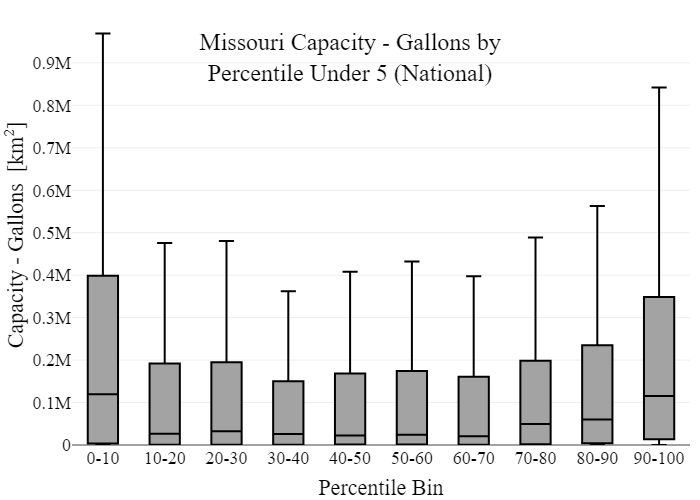 Missouri Capacity - Gallons by
Percentile Under 5 (National)
Capacity - Gallons [km²]
0.9M
0.8M
0.7M
0.6M
0.5M
0.4M
0.3M
0.2M
0.1M
0
0-10 10-20 20-30 30-40 40-50 50-60 60-70 70-80 80-90 90-100
Percentile Bin